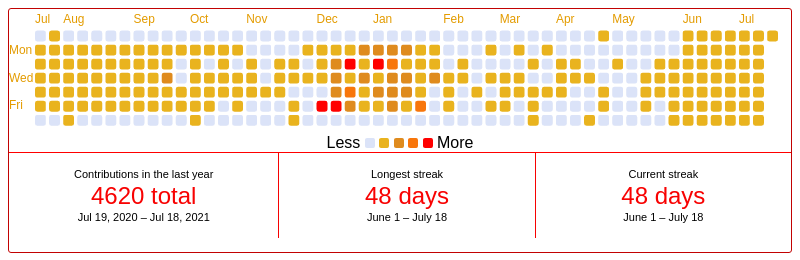 Jul Aug Sep Oct Nov Dec Jan Feb Mar Apr May Jun Jul
Mon
Wed
Fri
Less More
Contributions in the last year
4620 total
Jul 19, 2020 – Jul 18, 2021
Longest streak
48 days
June 1 – July 18
Current streak
48 days
June 1 – July 18